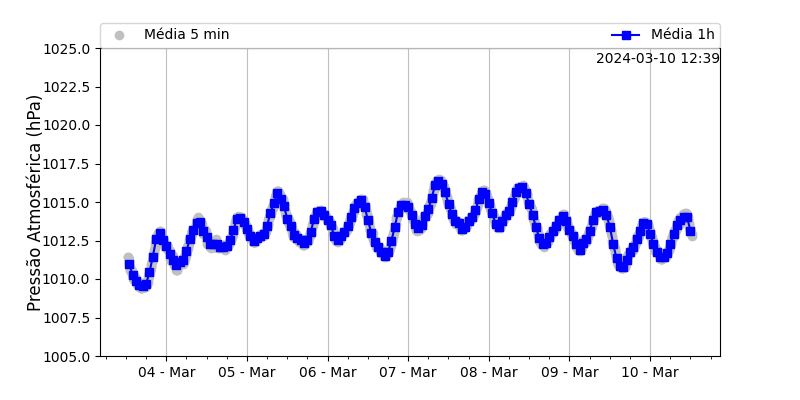 Média 5 min
Média 1h
2024-03-10 12:39
Pressão Atmosférica (hPa)
1025.0
1022.5
1020.0
1017.5
1015.0
1012.5
1010.0
1007.5
1005.0
04 - Mar
05 - Mar
06 - Mar
07 - Mar
08 - Mar
09 - Mar
10 - Mar